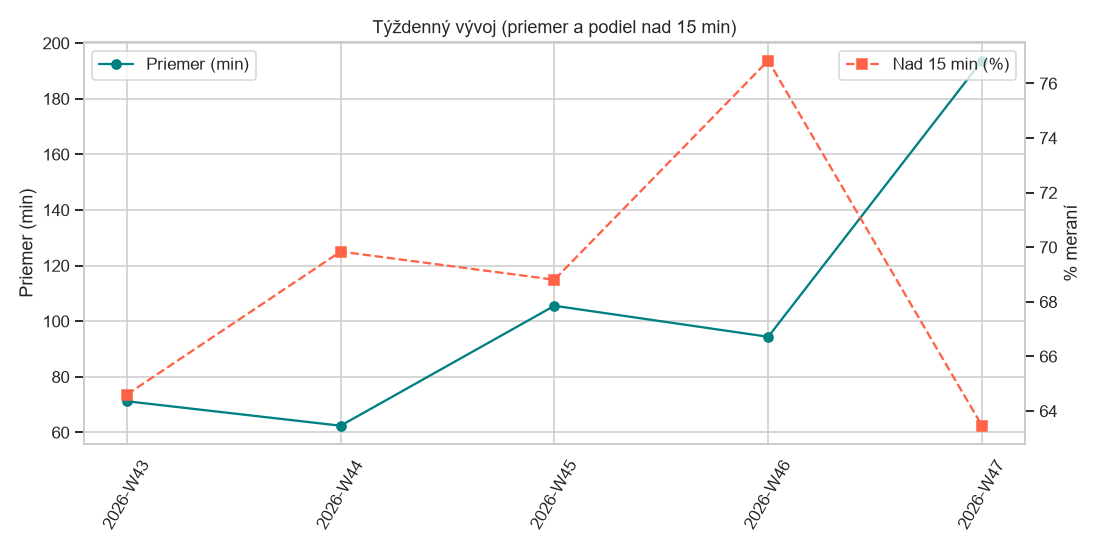 Týždenný vývoj (priemer a podiel nad 15 min)
Priemer (min)
Nad 15 min (%)
200
180
160
140
120
100
80
60
Priemer (min)
76
74
72
70
68
66
64
% meraní
2026-W43
2026-W44
2026-W45
2026-W46
2026-W47